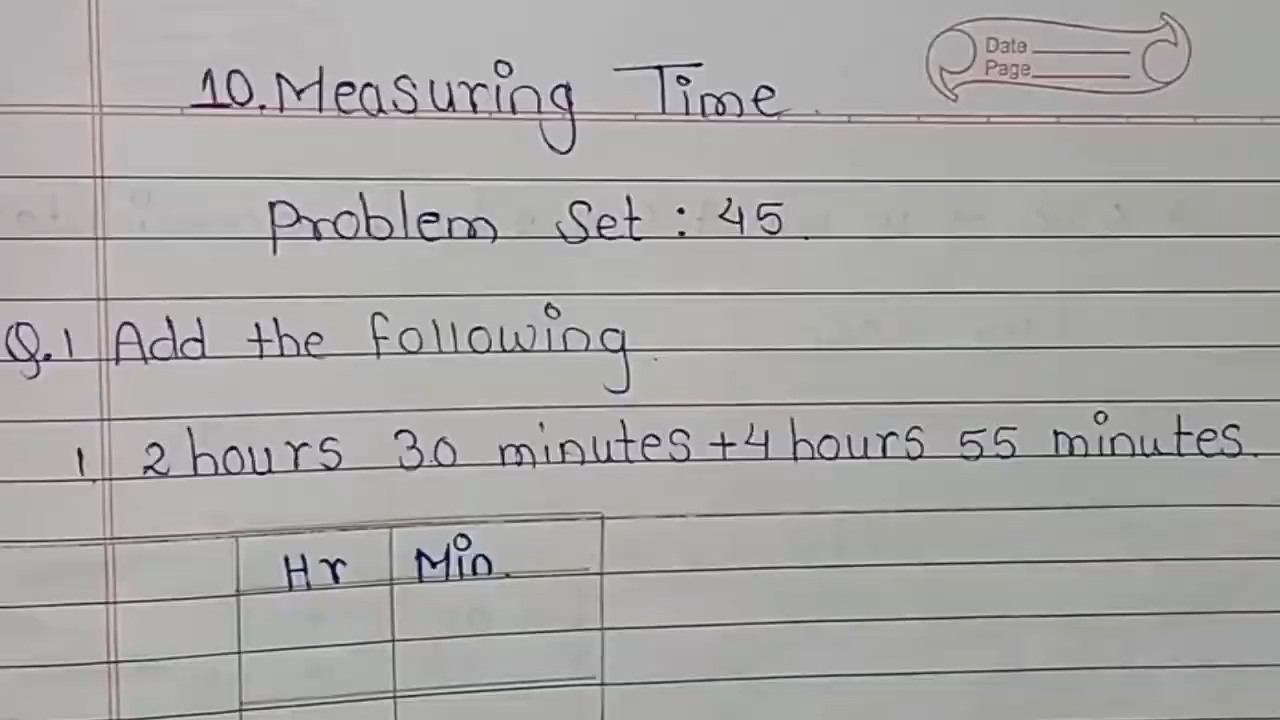 Date
Page
10. Measuring Time
Problem Set : 45
Q.1 Add the following
1. 2 hours 30 minutes + 4 hours 55 minutes.
Hr Min.